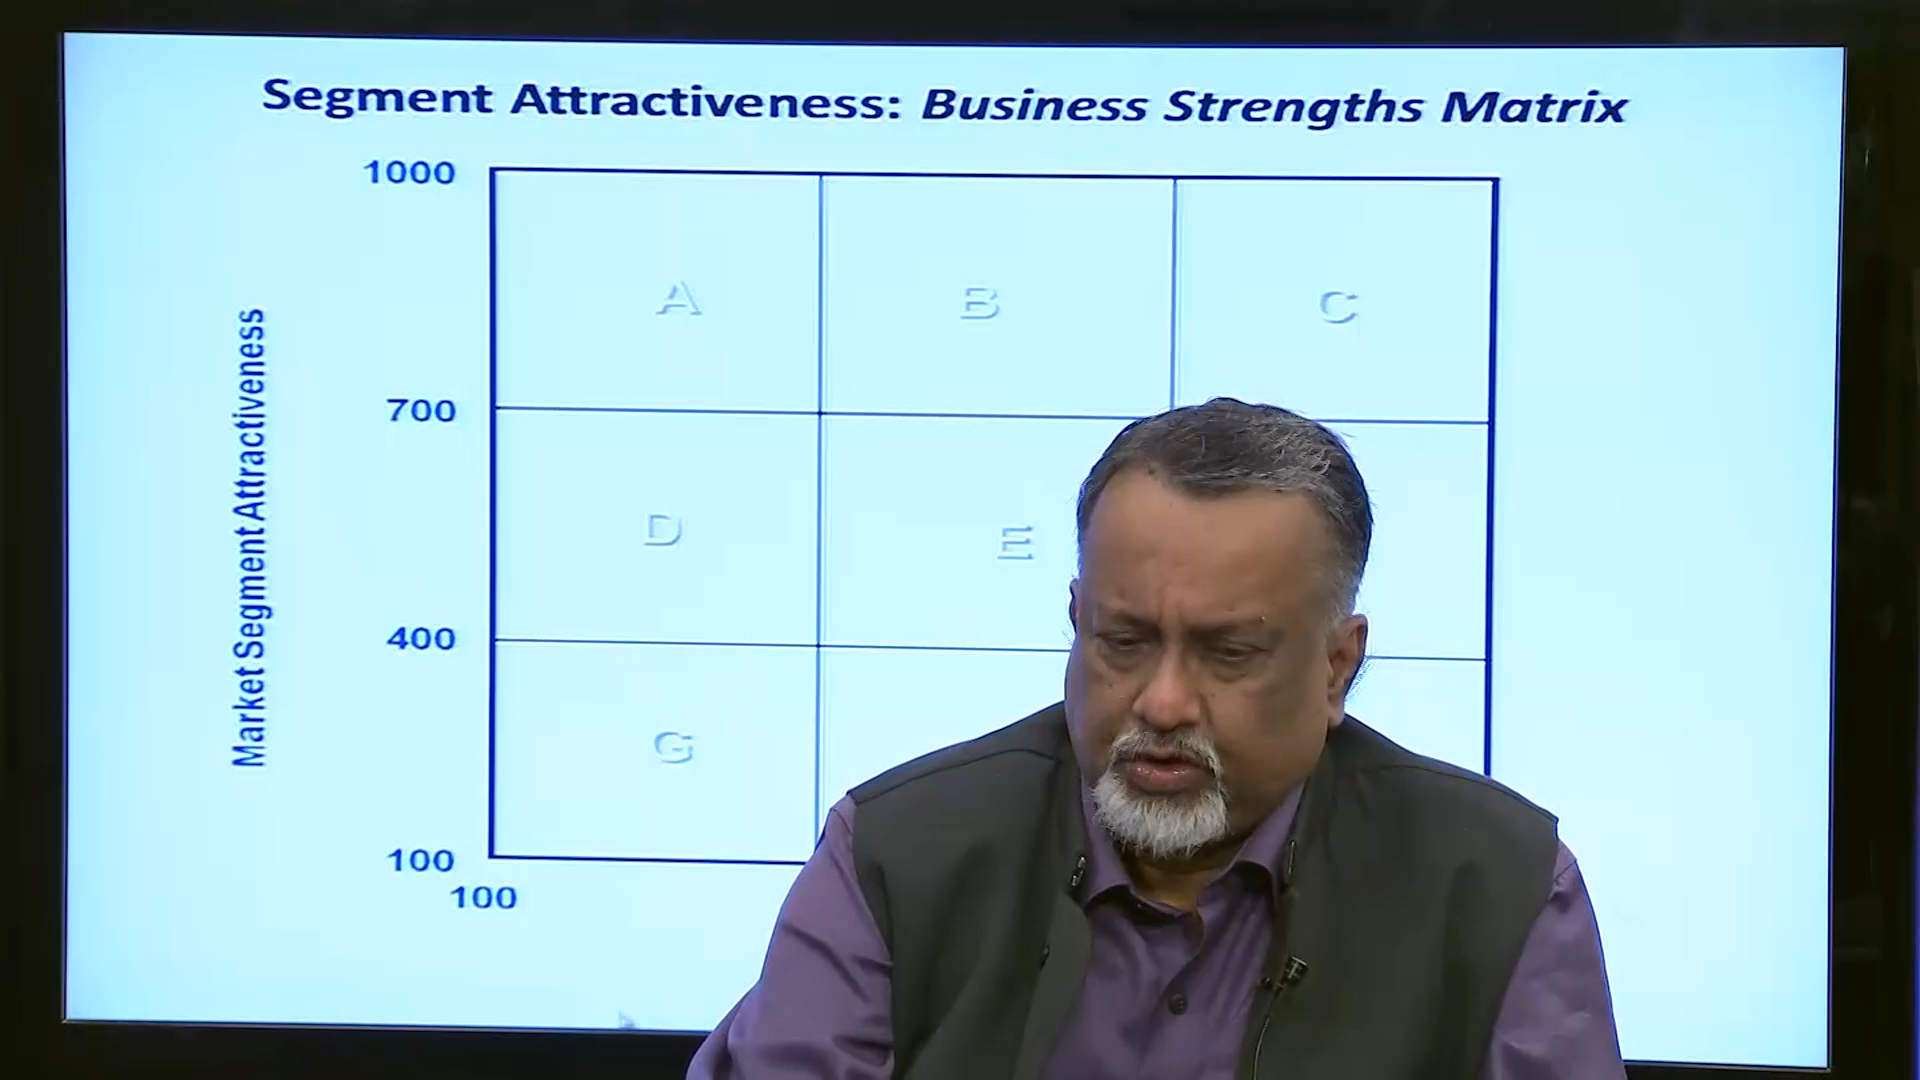 Segment Attractiveness: Business Strengths Matrix
1000
A B C
700
Market Segment Attractiveness
D E
400
G
100
100